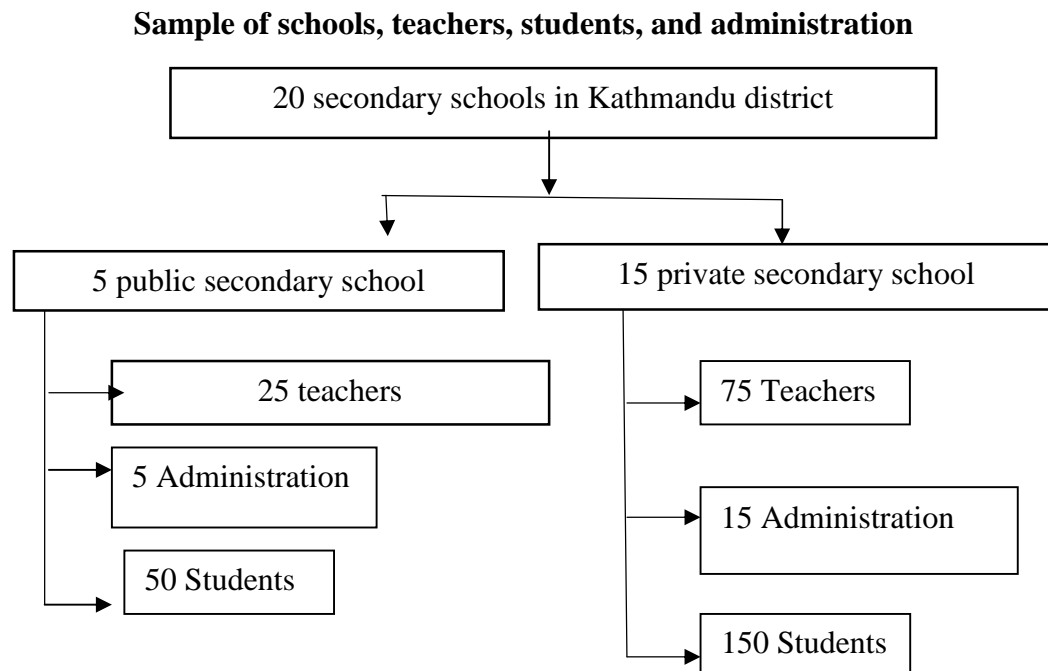 Sample of schools, teachers, students, and administration
20 secondary schools in Kathmandu district
5 public secondary school
15 private secondary school
25 teachers
75 Teachers
5 Administration
15 Administration
50 Students
150 Students